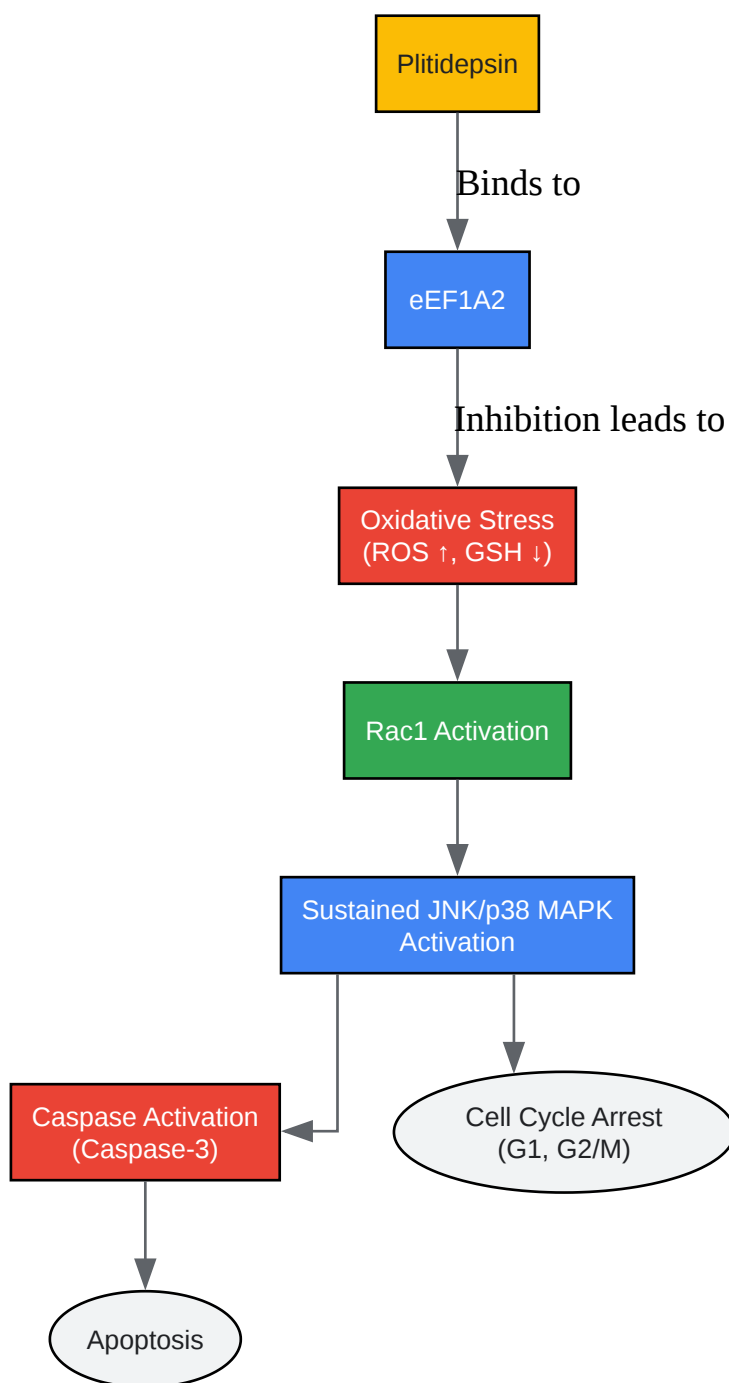 Plitidepsin
Binds to
eEF1A2
Inhibition leads to
Oxidative Stress
(ROS ↑, GSH ↓)
Rac1 Activation
Sustained JNK/p38 MAPK
Activation
Caspase Activation
(Caspase-3)
Cell Cycle Arrest
(G1, G2/M)
Apoptosis